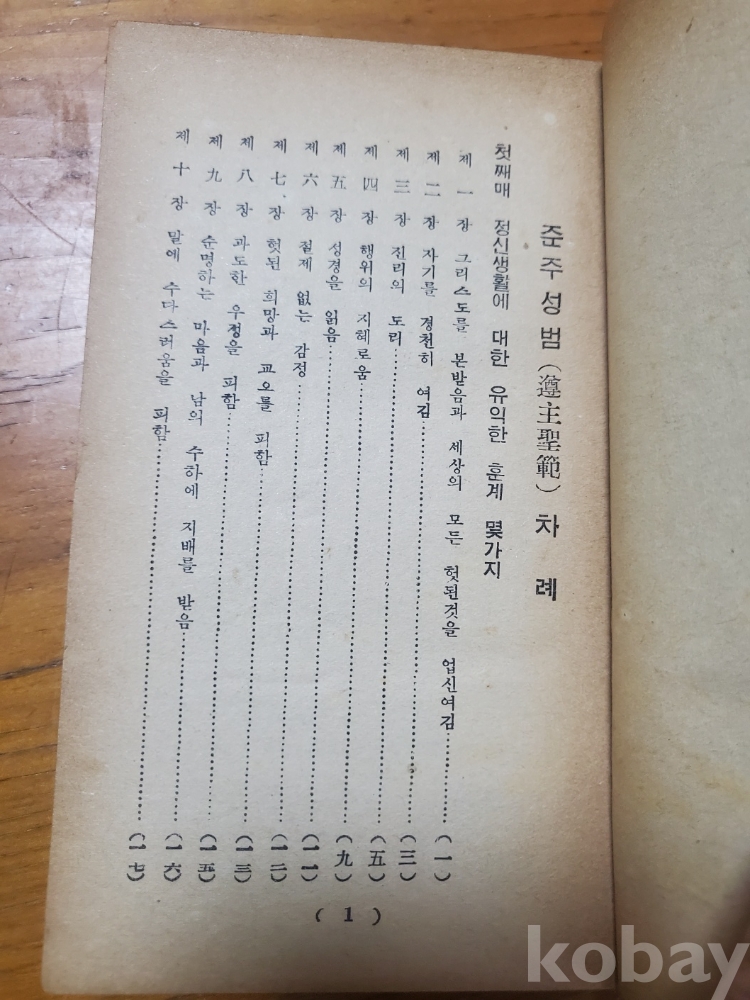 준주성범(遵主聖範) 차례
첫째매 정신생활에 대한 유익한 훈계 몇가지
제 一 장 그리스도를 본받음과 세상의 모든 헛된것을 업신여김 (一)
제 二 장 자기를 경천히 여김 (三)
제 三 장 진리의 도리 (五)
제 四 장 행위의 지혜로움 (九)
제 五 장 성경을 읽음 (一一)
제 六 장 절제 없는 감정 (一二)
제 七 장 헛된 희망과 교오를 피함 (一三)
제 八 장 과도한 우정을 피함 (一五)
제 九 장 순명하는 마음과 남의 수하에 지배를 받음 (一六)
제 十 장 말에 수다스러움을 피함 (一七)
(1)
kobay